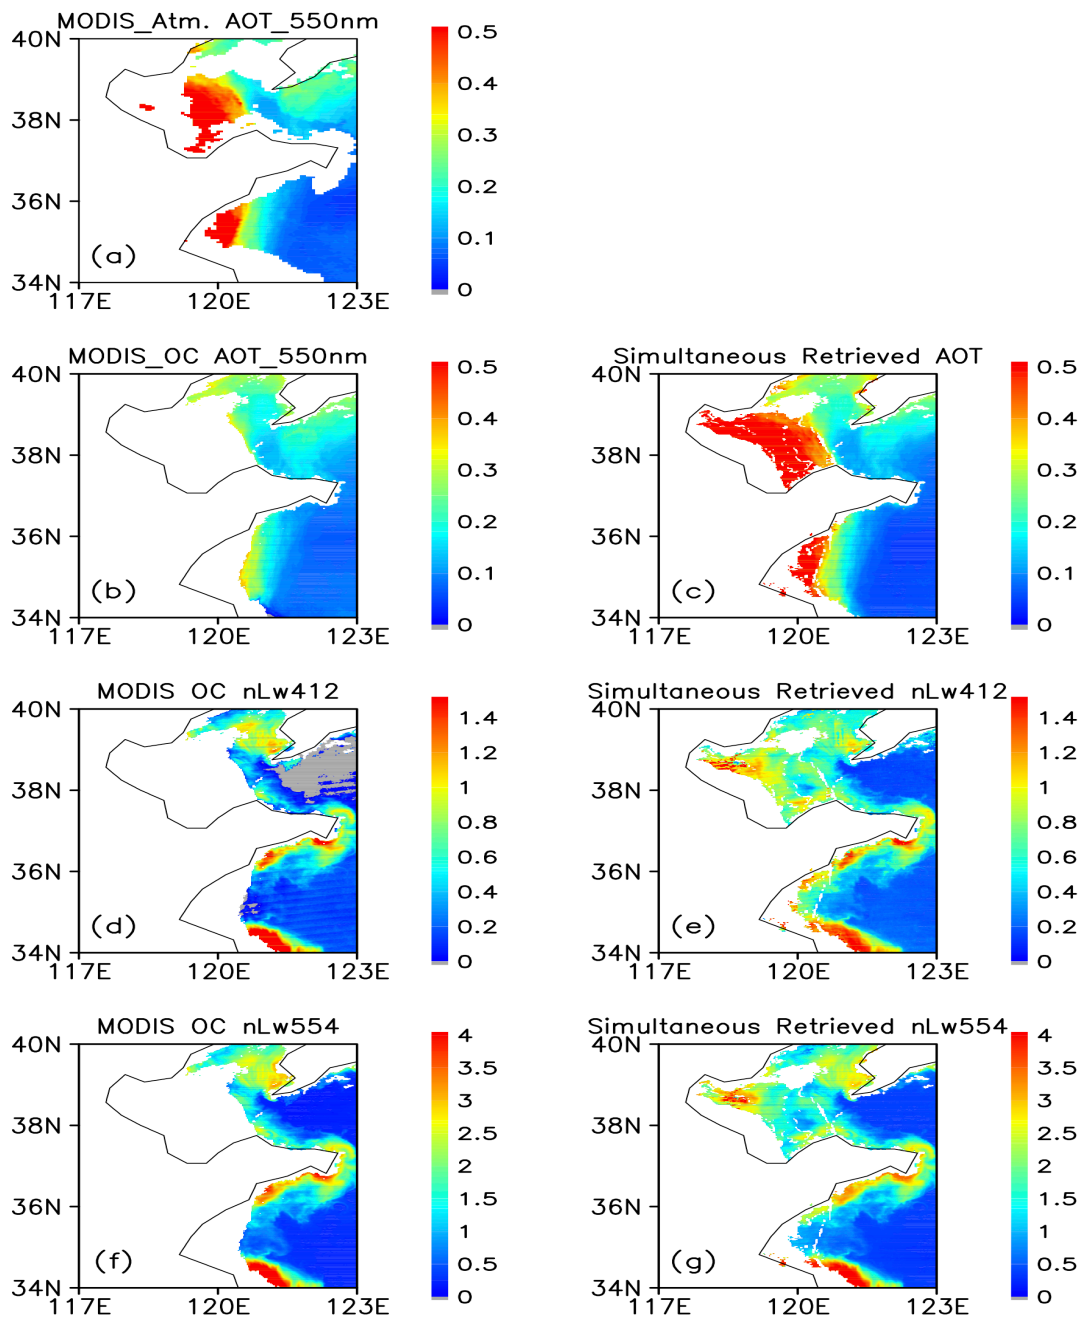 MODIS_Atm. AOT_550nm
40N
38N
36N
34N
117E 120E 123E
(a)
0.5
0.4
0.3
0.2
0.1
0
MODIS_OC AOT_550nm
40N
38N
36N
34N
117E 120E 123E
(b)
0.5
0.4
0.3
0.2
0.1
0
Simultaneous Retrieved AOT
40N
38N
36N
34N
117E 120E 123E
(c)
0.5
0.4
0.3
0.2
0.1
0
MODIS OC nLw412
40N
38N
36N
34N
117E 120E 123E
(d)
1.4
1.2
1
0.8
0.6
0.4
0.2
0
Simultaneous Retrieved nLw412
40N
38N
36N
34N
117E 120E 123E
(e)
1.4
1.2
1
0.8
0.6
0.4
0.2
0
MODIS OC nLw554
40N
38N
36N
34N
117E 120E 123E
(f)
4
3.5
3
2.5
2
1.5
1
0.5
0
Simultaneous Retrieved nLw554
40N
38N
36N
34N
117E 120E 123E
(g)
4
3.5
3
2.5
2
1.5
1
0.5
0